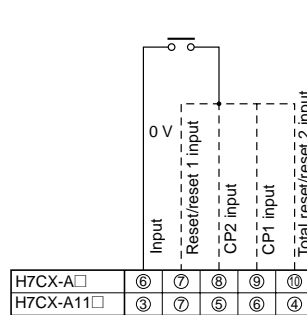 0 V
Input
Reset/reset 1 input
CP2 input
CP1 input
Total reset/reset 2 input
H7CX-A□ ⑥ ⑦ ⑧ ⑨ ⑩
H7CX-A11□ ③ ⑦ ⑤ ⑥ ④